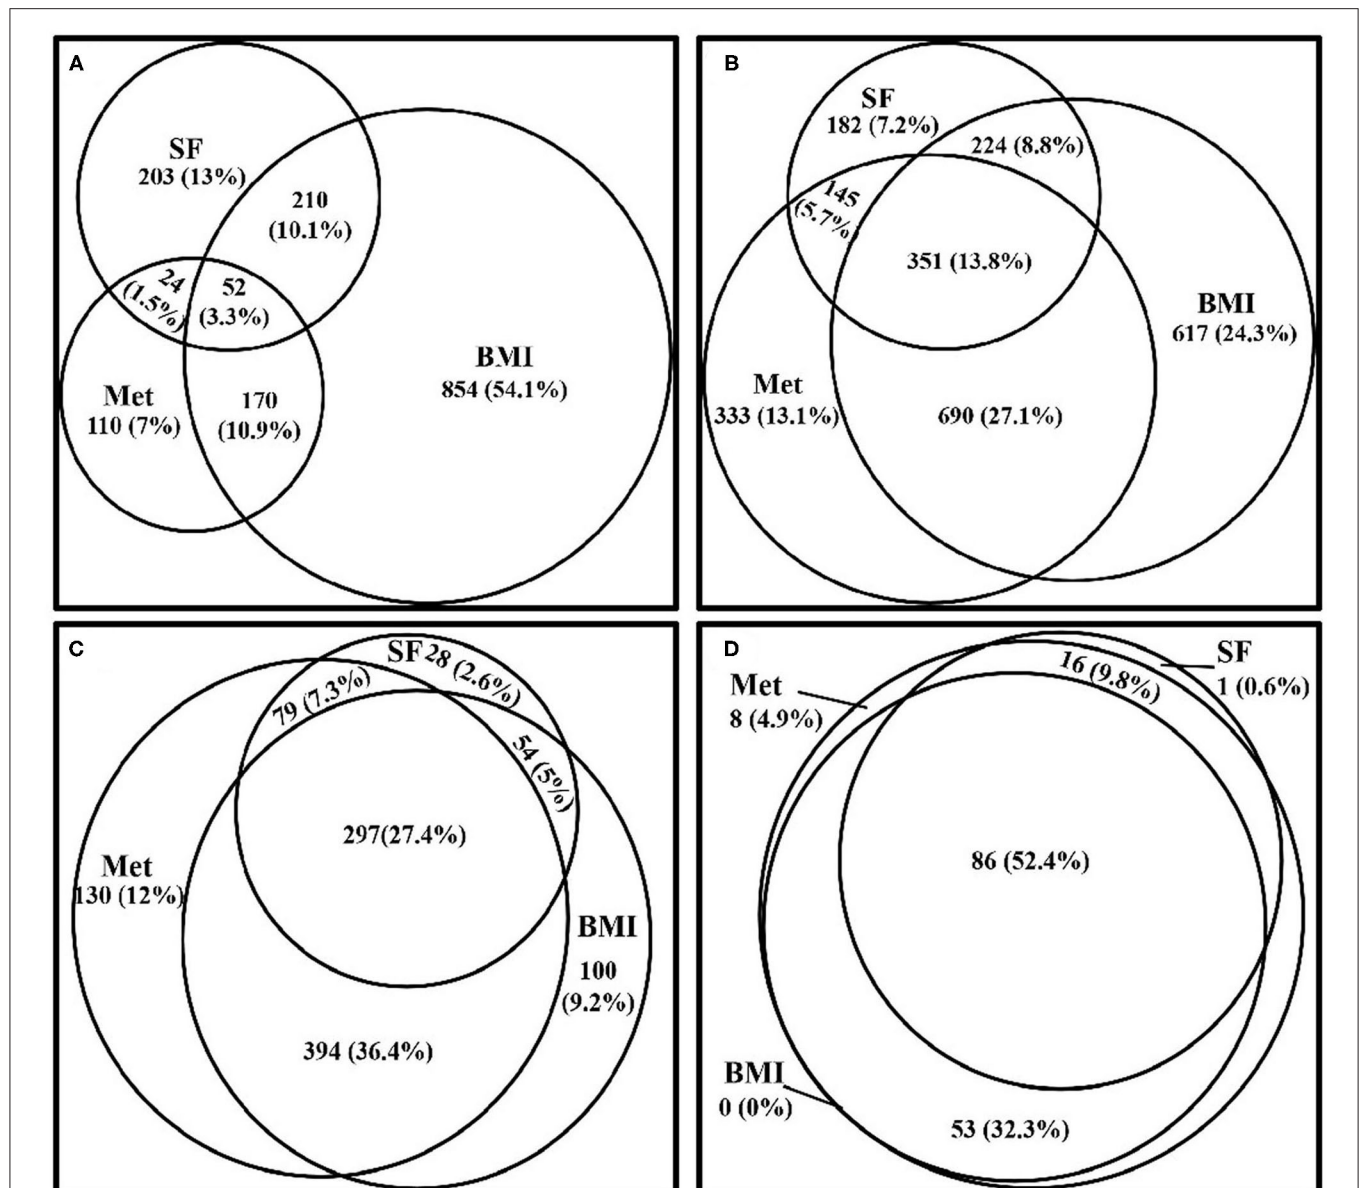 A
SF
203 (13%)
210
(10.1%)
24
(1.5%)
52
(3.3%)
Met
110 (7%)
170
(10.9%)
BMI
854 (54.1%)
B
SF
182 (7.2%)
224 (8.8%)
145
(5.7%)
351 (13.8%)
BMI
617 (24.3%)
Met
333 (13.1%)
690 (27.1%)
C
SF
28 (2.6%)
79 (7.3%)
54 (5%)
297(27.4%)
Met
130 (12%)
BMI
100
(9.2%)
394 (36.4%)
D
SF
1 (0.6%)
16 (9.8%)
Met
8 (4.9%)
86 (52.4%)
BMI
0 (0%)
53 (32.3%)